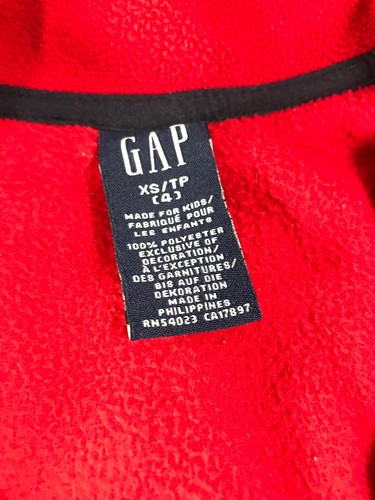 GAP
XS/TP
(4)
MADE FOR KIDS/
FABRIQUÉ POUR
LES ENFANTS
100% POLYESTER
EXCLUSIVE OF
DECORATION/
À L'EXCEPTION
DES GARNITURES/
BIS AUF DIE
DEKORATION
MADE IN
PHILIPPINES
RN54023 CA17897